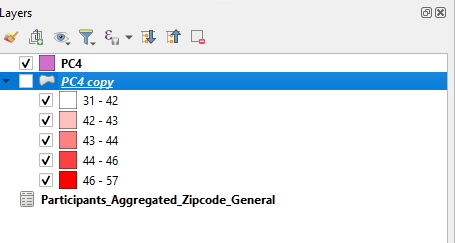 Layers
PC4
PC4 copy
31 - 42
42 - 43
43 - 44
44 - 46
46 - 57
Participants_Aggregated_Zipcode_General